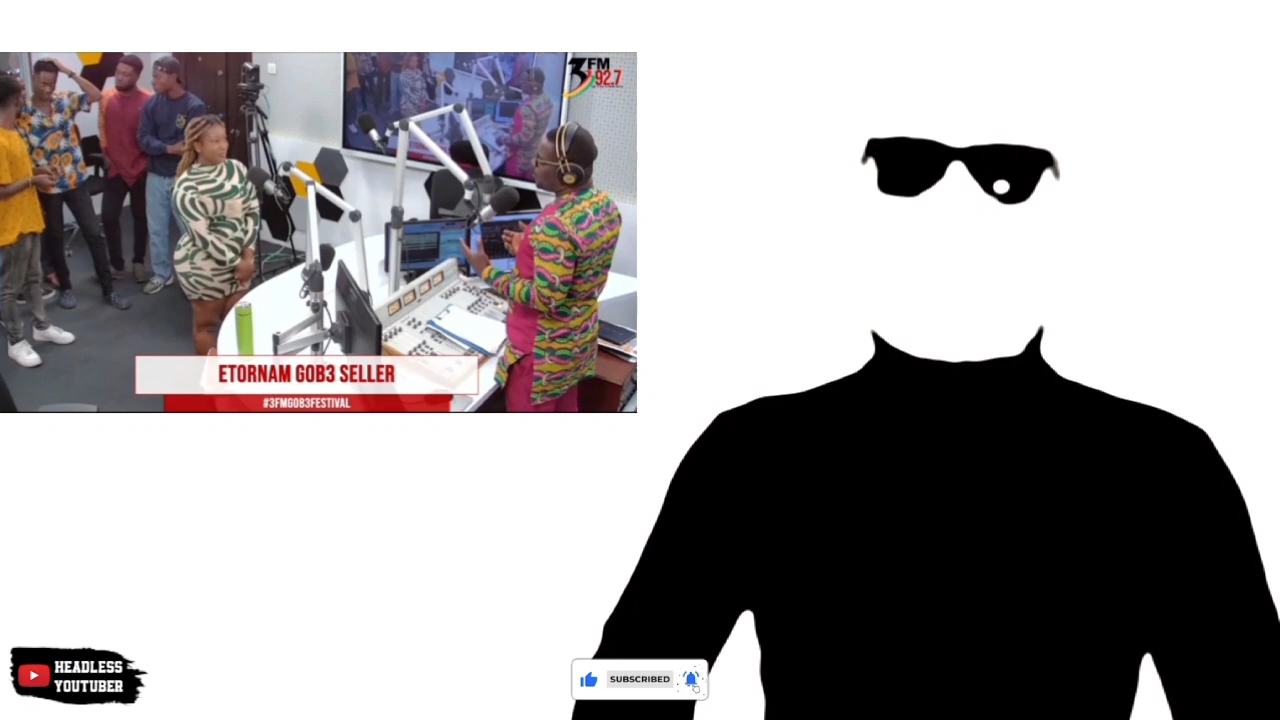 3FM
92.7
ETORNAM GOB3 SELLER
#3FMGOB3FESTIVAL
HEADLESS
YOUTUBER
SUBSCRIBED